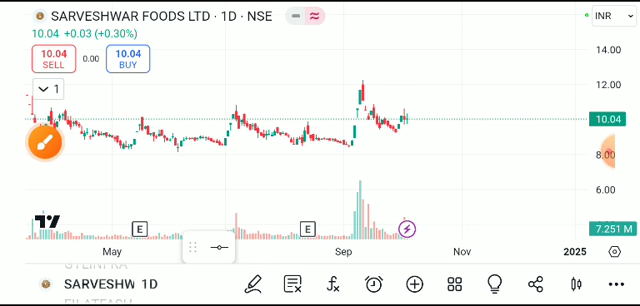 SARVESHWAR FOODS LTD · 1D · NSE
INR
10.04 +0.03 (+0.30%)
10.04 SELL
0.00
10.04 BUY
1
14.00
12.00
10.04
8.00
6.00
7.251 M
E
E
May
Sep
Nov
2025
SARVESHW 1D